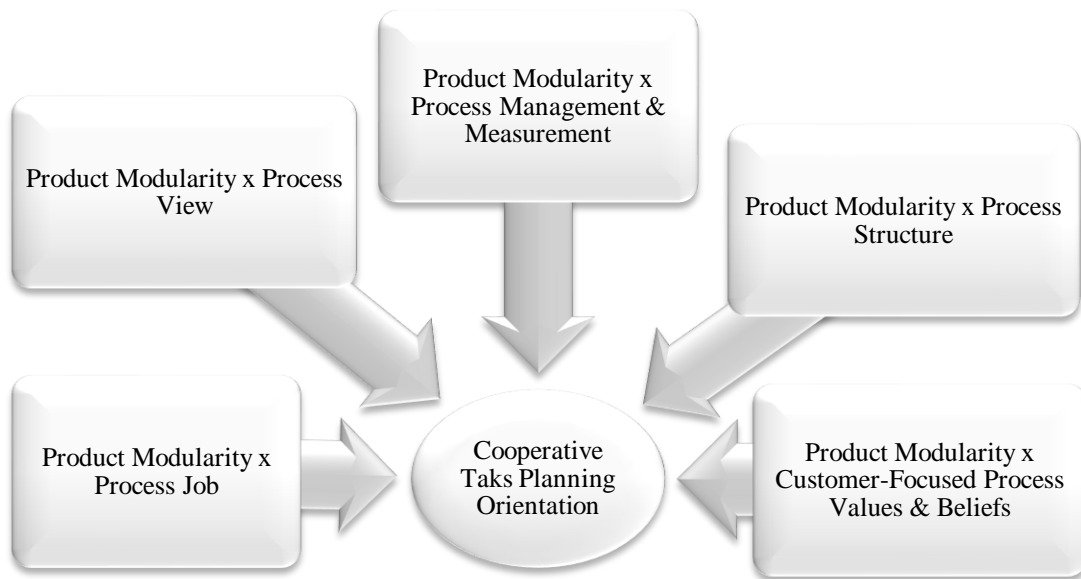 Product Modularity x
Process Management &
Measurement
Product Modularity x Process
View
Product Modularity x Process
Structure
Product Modularity x
Process Job
Cooperative
Taks Planning
Orientation
Product Modularity x
Customer-Focused Process
Values & Beliefs